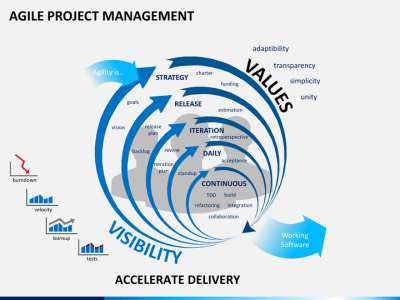 AGILE PROJECT MANAGEMENT
adaptibility
transparency
simplicity
unity
VALUES
Agility is...
STRATEGY
charter
funding
goals
vision
RELEASE
estimation
release
plan
backlog
ITERATION
retroperspective
review
iteration
plan
DAILY
acceptance
standup
CONTINUOUS
TDD
build
refactoring
integration
collaboration
VISIBILITY
Working
Software
burndown
velocity
burnup
tests
ACCELERATE DELIVERY